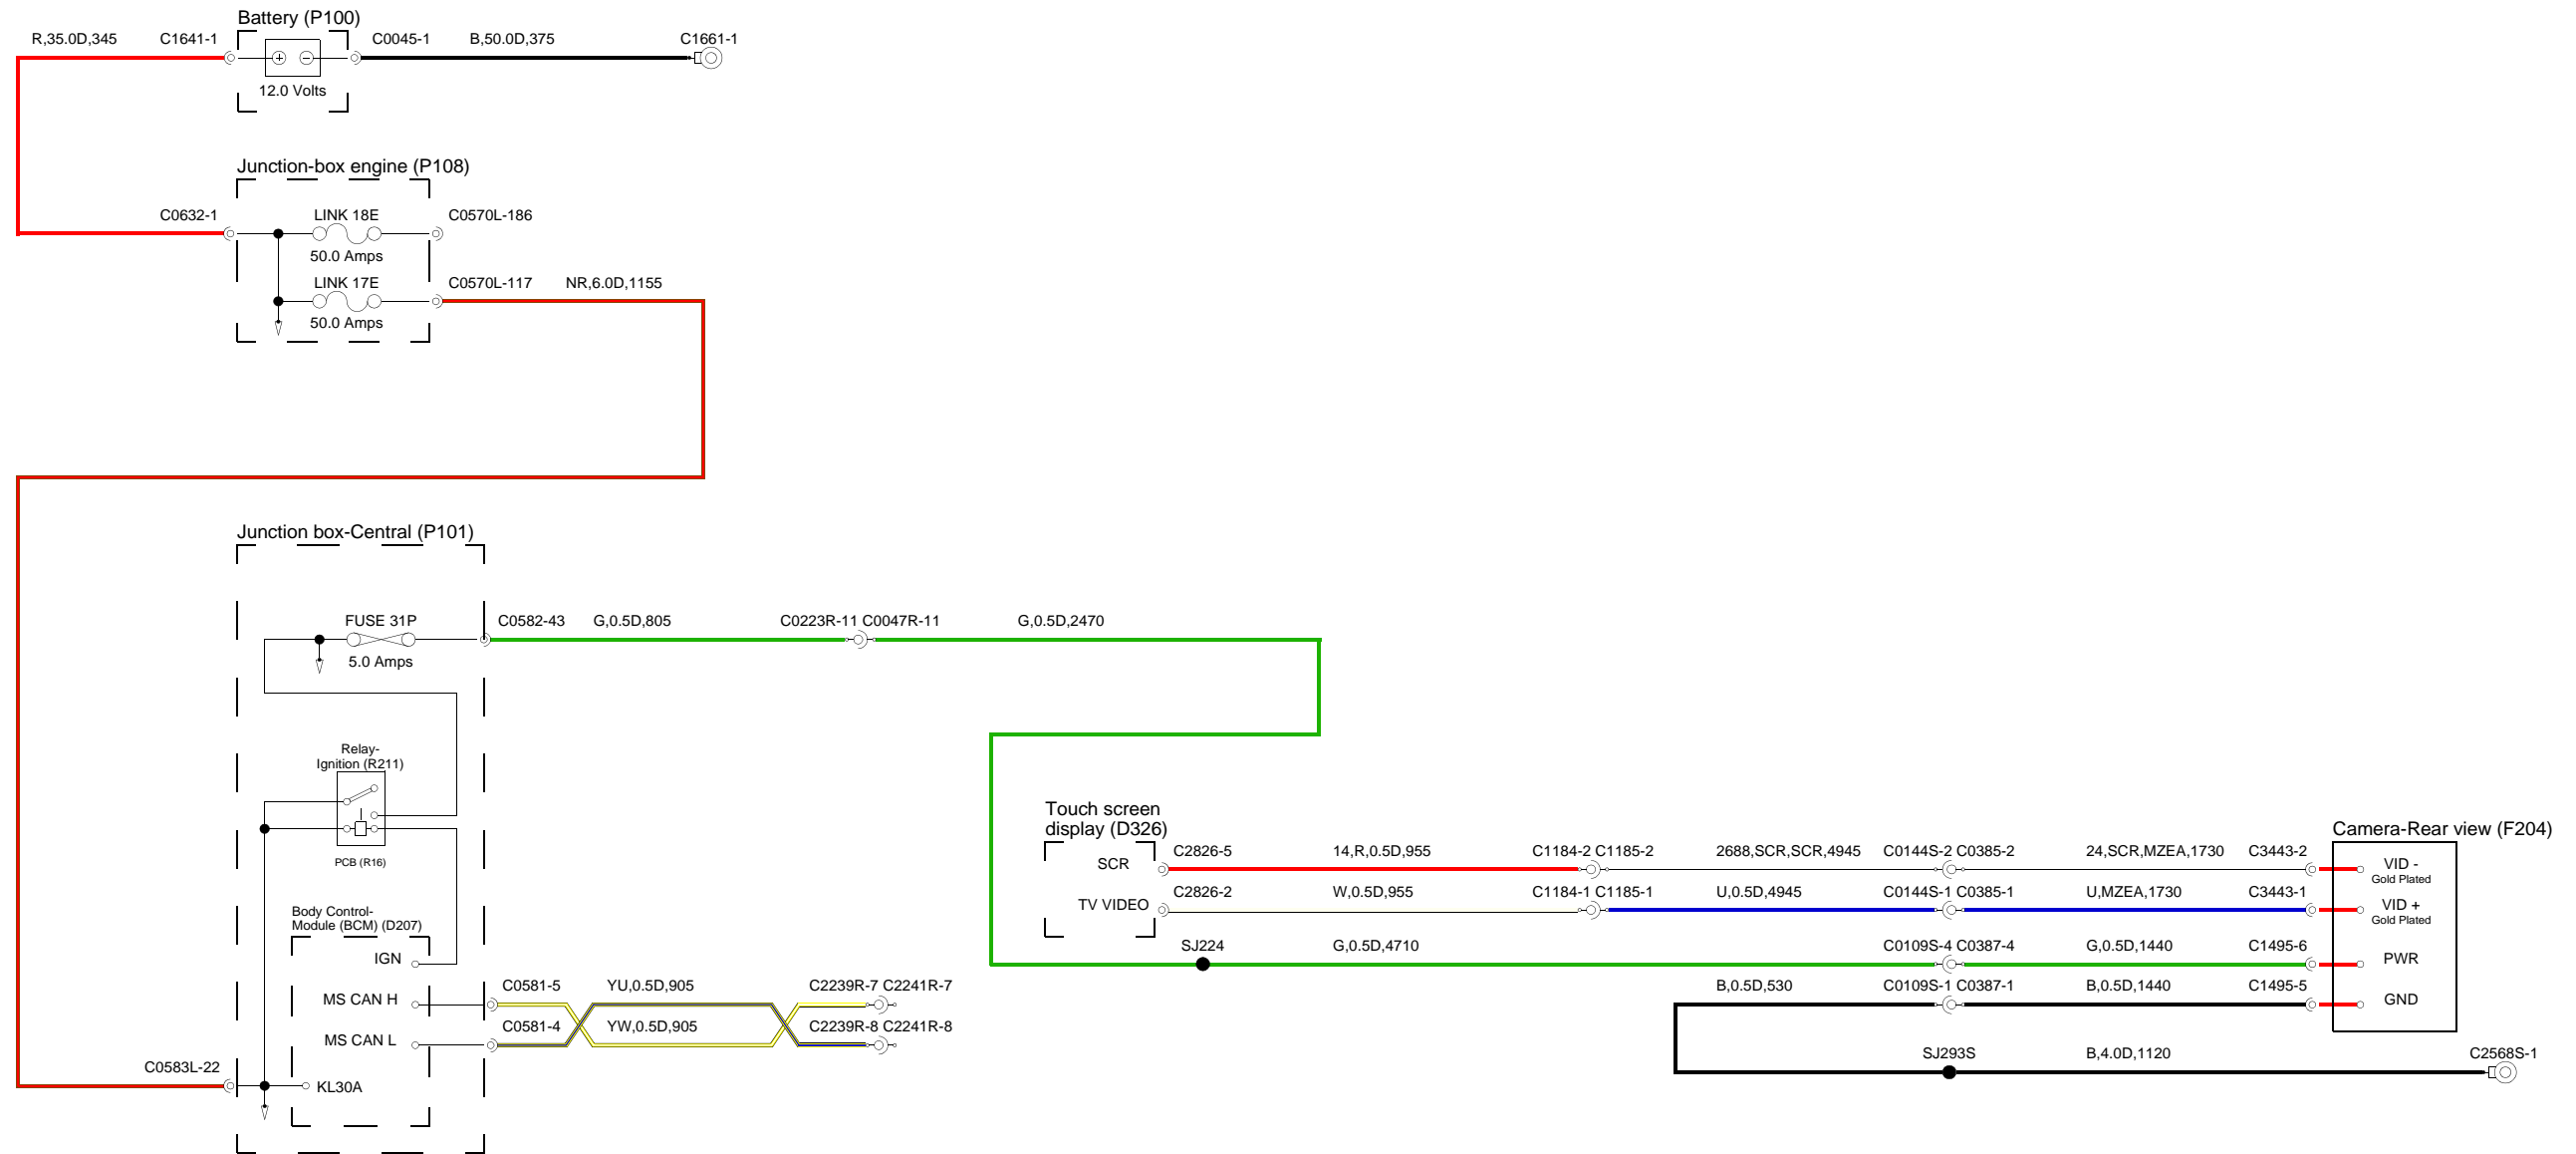 Battery (P100)
R,35.0D,345
C1641-1
C0045-1
B,50.0D,375
C1661-1
12.0 Volts
Junction-box engine (P108)
C0632-1
LINK 18E
C0570L-186
50.0 Amps
LINK 17E
C0570L-117
NR,6.0D,1155
50.0 Amps
Junction box-Central (P101)
FUSE 31P
C0582-43
G,0.5D,805
C0223R-11 C0047R-11
G,0.5D,2470
5.0 Amps
Relay-
Ignition (R211)
PCB (R16)
Touch screen
display (D326)
Camera-Rear view (F204)
SCR
C2826-5
14,R,0.5D,955
C1184-2 C1185-2
2688,SCR,SCR,4945
C0144S-2 C0385-2
24,SCR,MZEA,1730
C3443-2
VID -
Gold Plated
TV VIDEO
C2826-2
W,0.5D,955
C1184-1 C1185-1
U,0.5D,4945
C0144S-1 C0385-1
U,MZEA,1730
C3443-1
VID +
Gold Plated
Body Control-
Module (BCM) (D207)
IGN
SJ224
G,0.5D,4710
C0109S-4 C0387-4
G,0.5D,1440
C1495-6
PWR
MS CAN H
C0581-5
YU,0.5D,905
C2239R-7 C2241R-7
B,0.5D,530
C0109S-1 C0387-1
B,0.5D,1440
C1495-5
GND
MS CAN L
C0581-4
YW,0.5D,905
C2239R-8 C2241R-8
SJ293S
B,4.0D,1120
C2568S-1
C0583L-22
KL30A